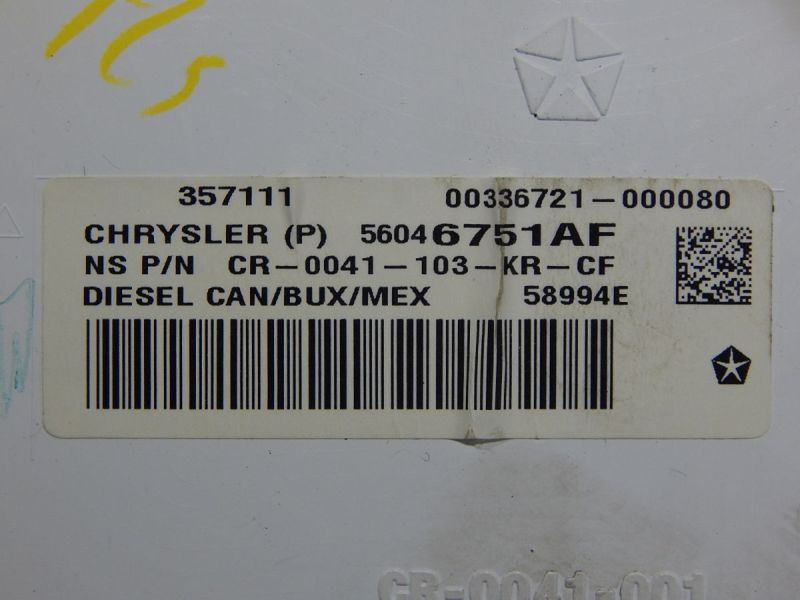 357111 00336721-000080
CHRYSLER (P) 56046751AF
NS P/N CR-0041-103-KR-CF
DIESEL CAN/BUX/MEX 58994E
CR-0041-001